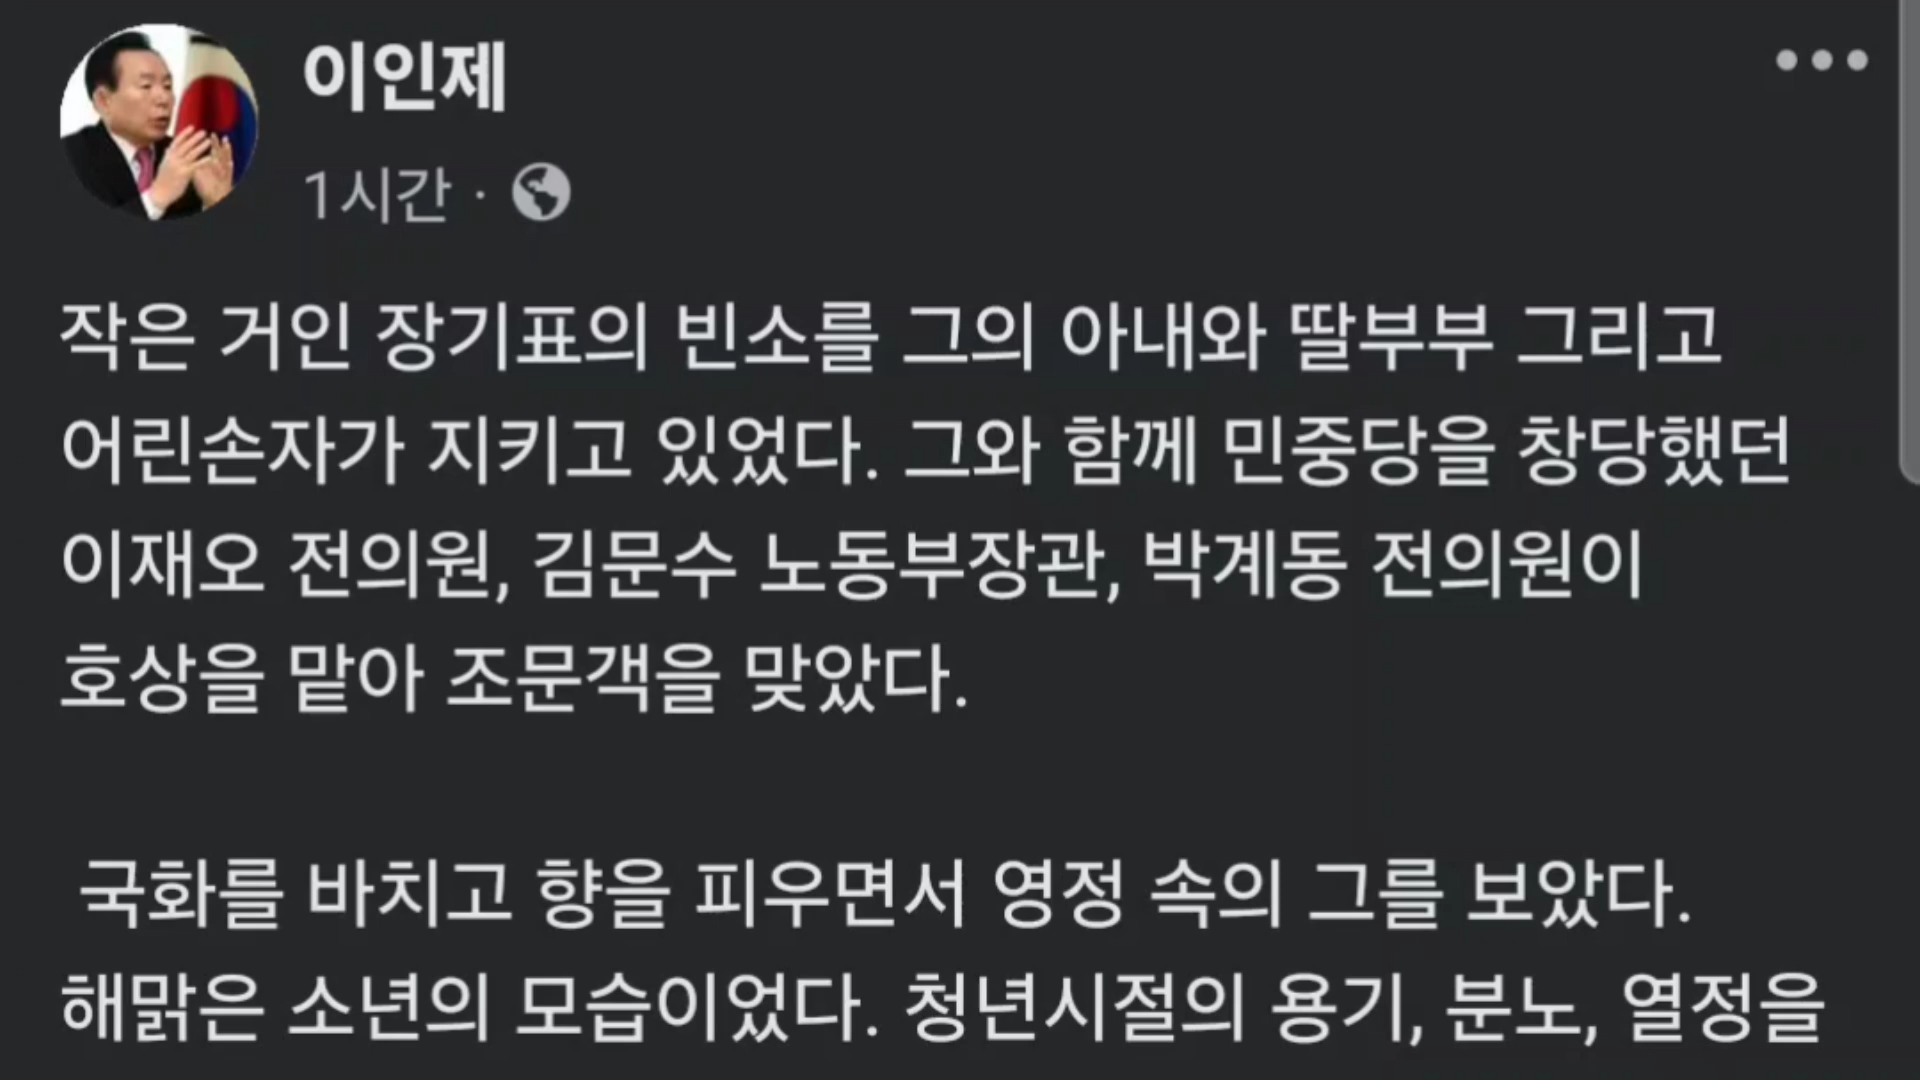 이인제
1시간 ·
작은 거인 장기표의 빈소를 그의 아내와 딸부부 그리고
어린손자가 지키고 있었다. 그와 함께 민중당을 창당했던
이재오 전의원, 김문수 노동부장관, 박계동 전의원이
호상을 맡아 조문객을 맞았다.
국화를 바치고 향을 피우면서 영정 속의 그를 보았다.
해맑은 소년의 모습이었다. 청년시절의 용기, 분노, 열정을